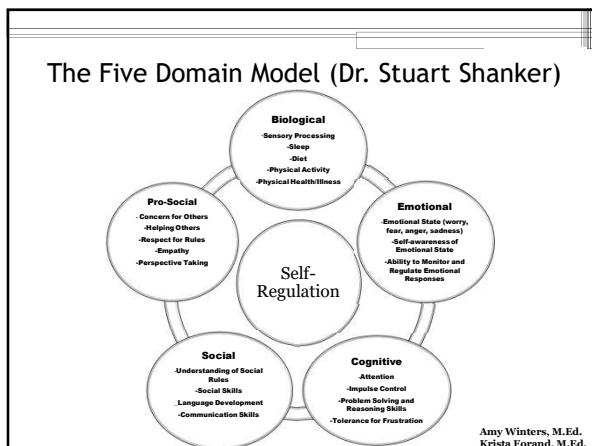 The Five Domain Model (Dr. Stuart Shanker)
Biological
-Sensory Processing
-Sleep
-Diet
-Physical Activity
-Physical Health/Illness
Emotional
-Emotional State (worry,
fear, anger, sadness)
-Self-awareness of
Emotional State
-Ability to Monitor and
Regulate Emotional
Responses
Cognitive
-Attention
-Impulse Control
-Problem Solving and
Reasoning Skills
-Tolerance for Frustration
Social
-Understanding of Social
Rules
-Social Skills
_Language Development
-Communication Skills
Pro-Social
- Concern for Others
-Helping Others
-Respect for Rules
-Empathy
-Perspective Taking
Self-
Regulation
Amy Winters, M.Ed.
Krista Forand, M.Ed.